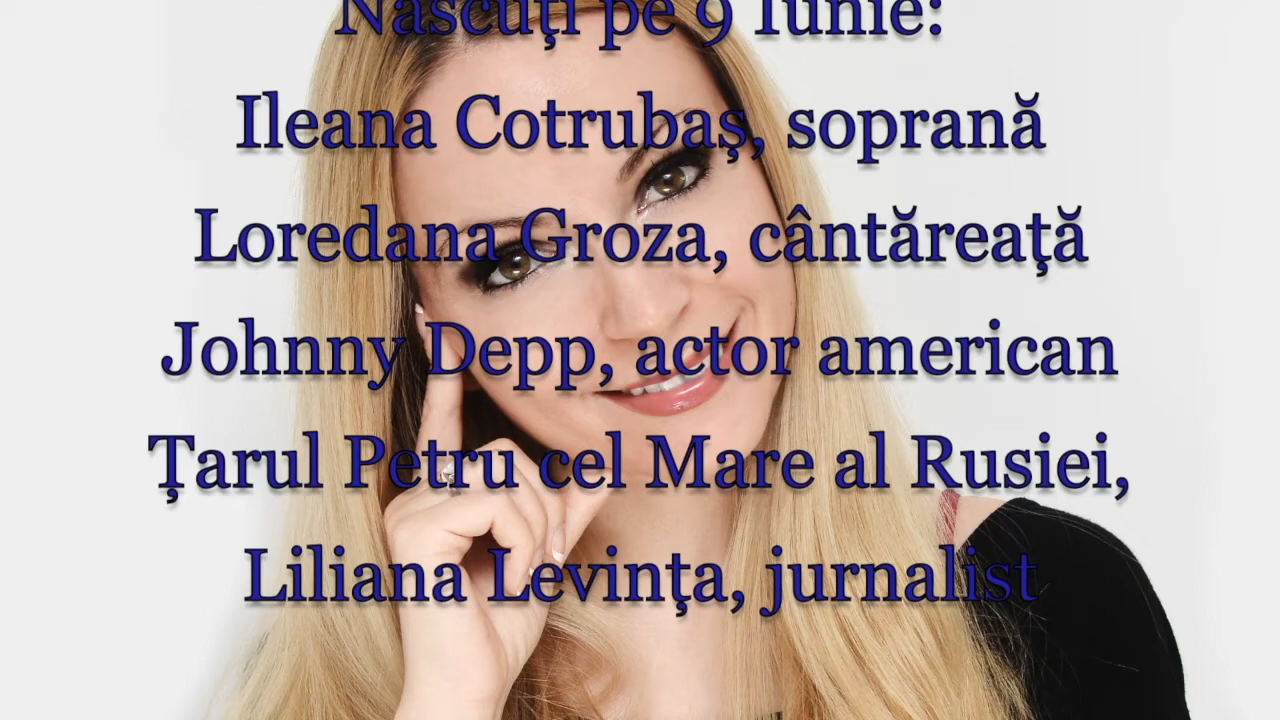 Născuți pe 9 Iunie:
Ileana Cotrubaș, soprană
Loredana Groza, cântăreață
Johnny Depp, actor american
Țarul Petru cel Mare al Rusiei,
Liliana Levința, jurnalist